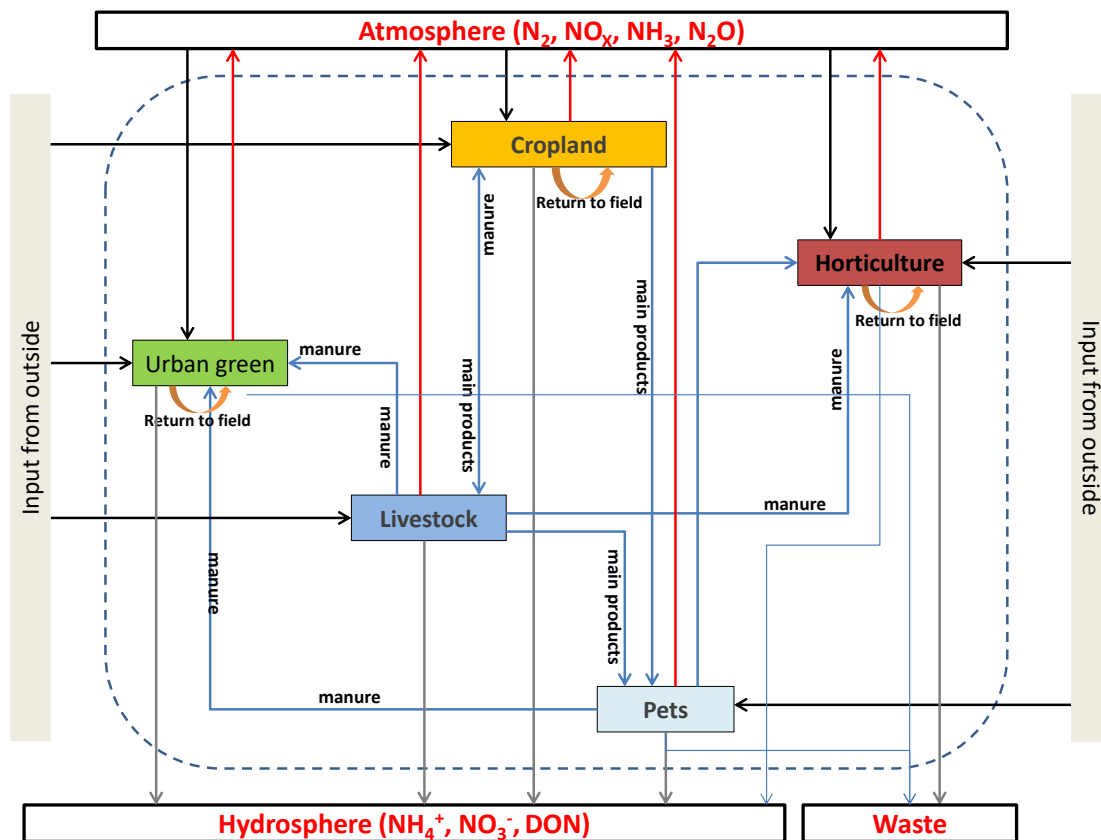 Atmosphere (N₂, NOₓ, NH₃, N₂O)
Cropland
Return to field
manure
Horticulture
Return to field
main products
Input from outside
Input from outside
Urban green
manure
Return to field
manure
main products
manure
Livestock
manure
manure
main products
manure
Pets
Hydrosphere (NH₄⁺, NO₃⁻, DON)
Waste